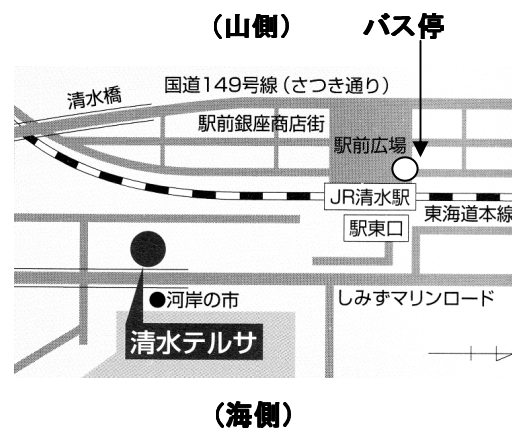 （山側）
バス停
国道149号線（さつき通り）
清水橋
駅前銀座商店街
駅前広場
JR清水駅
東海道本線
駅東口
●河岸の市
しみずマリンロード
清水テルサ
（海側）